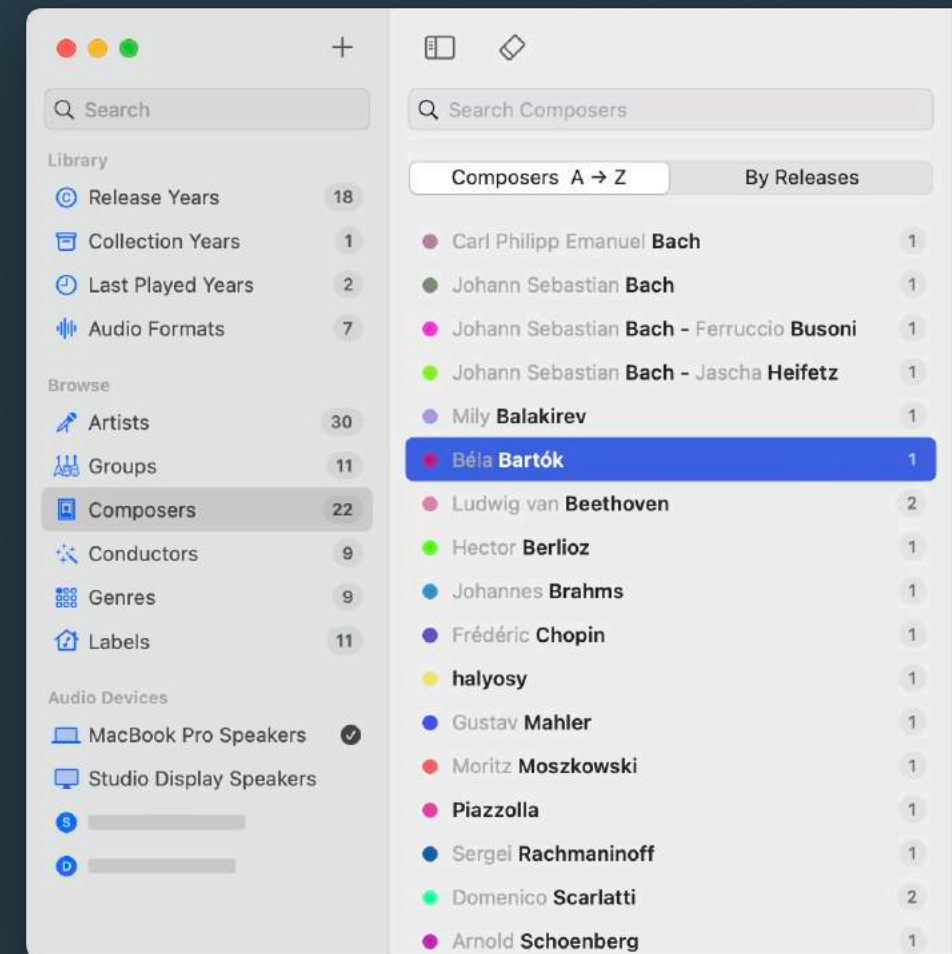 Search
Library
Release Years 18
Collection Years 1
Last Played Years 2
Audio Formats 7
Browse
Artists 30
Groups 11
Composers 22
Conductors 9
Genres 9
Labels 11
Audio Devices
MacBook Pro Speakers
Studio Display Speakers
S
D
Search Composers
Composers A → Z By Releases
Carl Philipp Emanuel Bach 1
Johann Sebastian Bach 1
Johann Sebastian Bach - Ferruccio Busoni 1
Johann Sebastian Bach - Jascha Heifetz 1
Mily Balakirev 1
Béla Bartók 1
Ludwig van Beethoven 2
Hector Berlioz 1
Johannes Brahms 1
Frédéric Chopin 1
halyosy 1
Gustav Mahler 1
Moritz Moszkowski 1
Piazzolla 1
Sergei Rachmaninoff 1
Domenico Scarlatti 2
Arnold Schoenberg 1